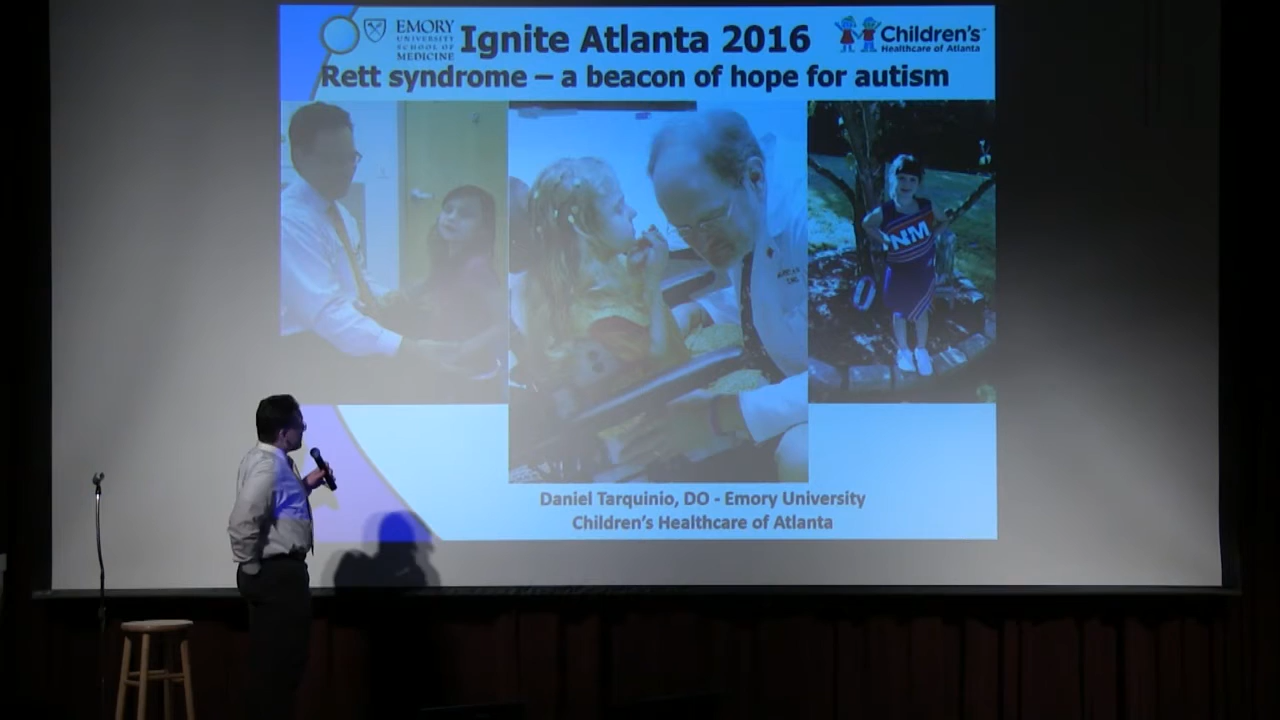 EMORY
UNIVERSITY
SCHOOL OF
MEDICINE
Ignite Atlanta 2016
Children's
Healthcare of Atlanta
Rett syndrome – a beacon of hope for autism
NM
Daniel Tarquinio, DO - Emory University
Children's Healthcare of Atlanta